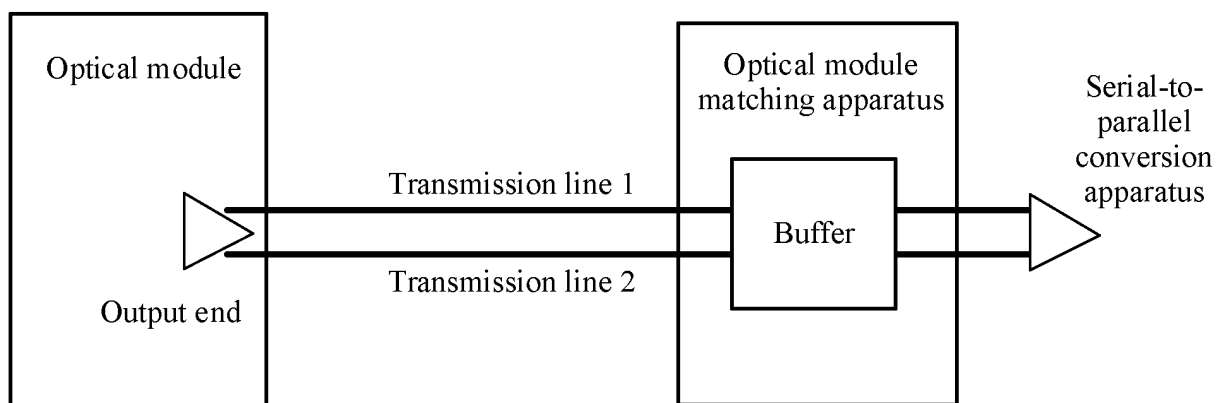 Optical module
Output end
Transmission line 1
Transmission line 2
Optical module
matching apparatus
Buffer
Serial-to-
parallel
conversion
apparatus